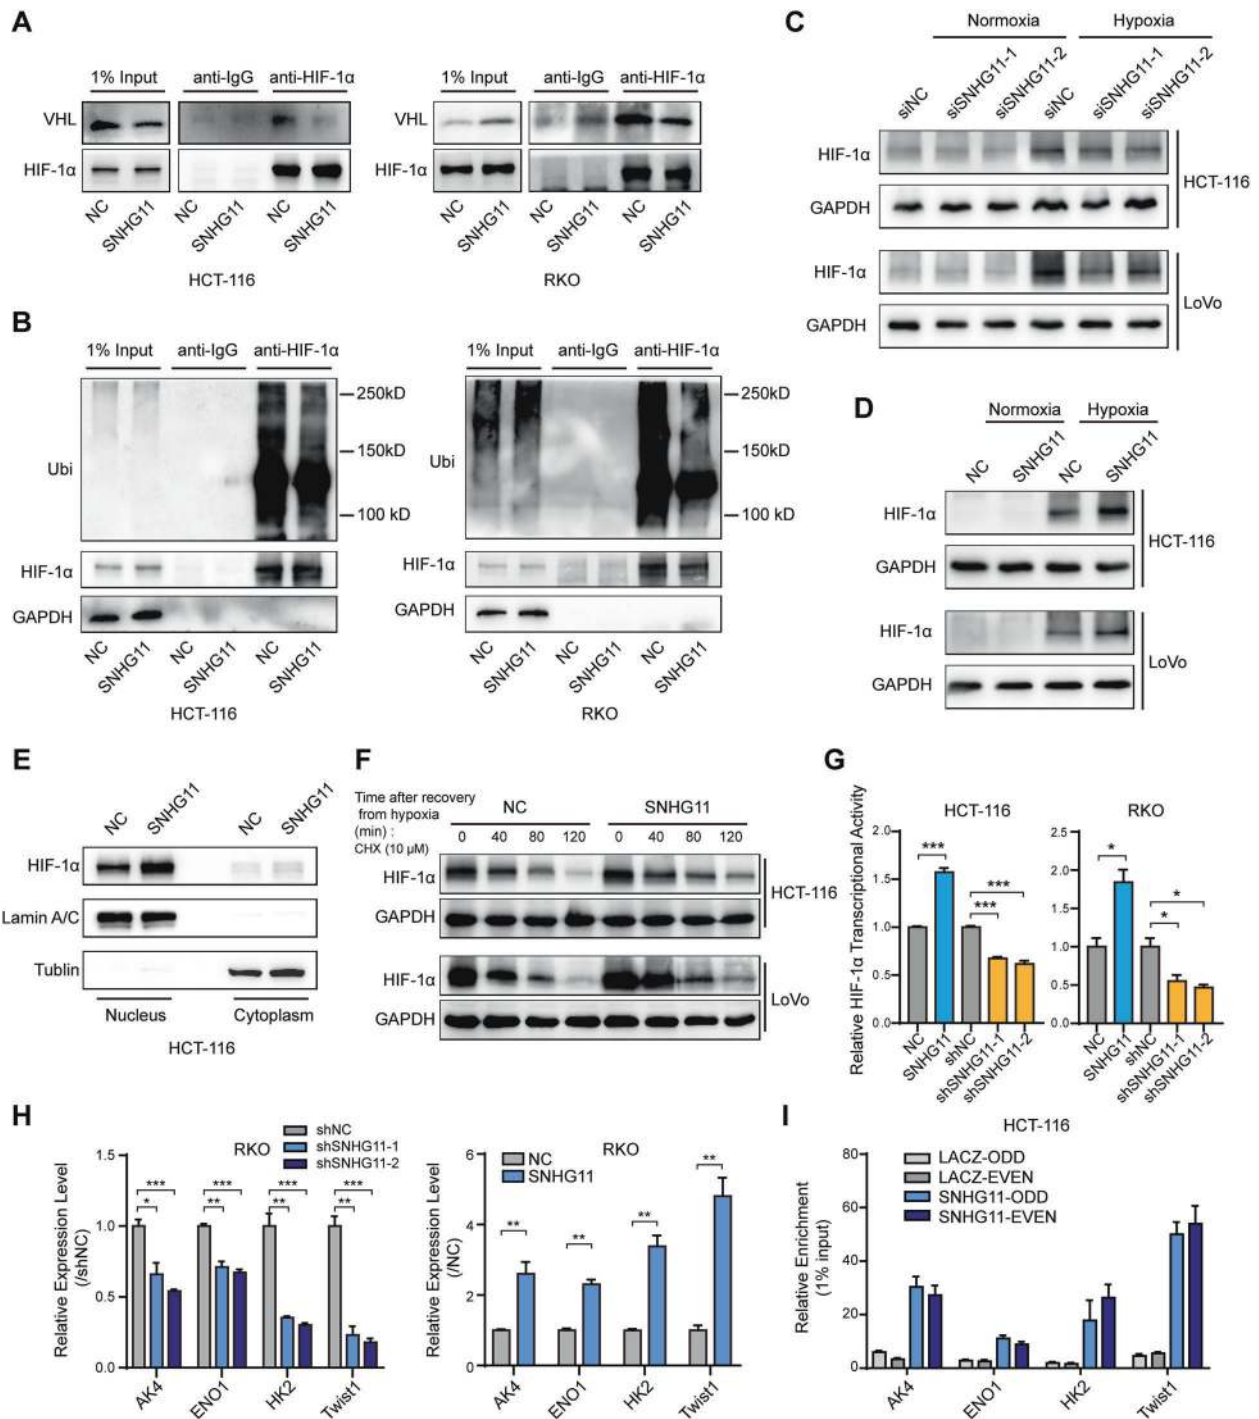 A
1% Input anti-IgG anti-HIF-1α
VHL
HIF-1α
NC SNHG11 NC SNHG11 NC SNHG11
HCT-116
1% Input anti-IgG anti-HIF-1α
VHL
HIF-1α
NC SNHG11 NC SNHG11 NC SNHG11
RKO
B
1% Input anti-IgG anti-HIF-1α
Ubi
250kD
150kD
100 kD
HIF-1α
GAPDH
NC SNHG11 NC SNHG11 NC SNHG11
HCT-116
1% Input anti-IgG anti-HIF-1α
Ubi
250kD
150kD
100 kD
HIF-1α
GAPDH
NC SNHG11 NC SNHG11 NC SNHG11
RKO
C
Normoxia Hypoxia
siNC siSNHG11-1 siSNHG11-2 siNC siSNHG11-1 siSNHG11-2
HIF-1α
GAPDH
HCT-116
HIF-1α
GAPDH
LoVo
D
Normoxia Hypoxia
NC SNHG11 NC SNHG11
HIF-1α
GAPDH
HCT-116
HIF-1α
GAPDH
LoVo
E
NC SNHG11 NC SNHG11
HIF-1α
Lamin A/C
Tublin
Nucleus Cytoplasm
HCT-116
F
Time after recovery
from hypoxia
(min) :
CHX (10 μM)
NC SNHG11
0 40 80 120 0 40 80 120
HIF-1α
GAPDH
HCT-116
HIF-1α
GAPDH
LoVo
G
Relative HIF-1α Transcriptional Activity
HCT-116
2.0
1.5
1.0
0.5
0.0
*** *** ***
NC SNHG11 shNC shSNHG11-1 shSNHG11-2
RKO
2.5
2.0
1.5
1.0
0.5
0.0
* * *
NC SNHG11 shNC shSNHG11-1 shSNHG11-2
H
RKO
shNC
shSNHG11-1
shSNHG11-2
Relative Expression Level
(/shNC)
1.5
1.0
0.5
0.0
*** *** *** ***
* ** ** **
AK4 ENO1 HK2 Twist1
RKO
NC
SNHG11
Relative Expression Level
(/NC)
6
4
2
0
** ** ** **
AK4 ENO1 HK2 Twist1
I
HCT-116
LACZ-ODD
LACZ-EVEN
SNHG11-ODD
SNHG11-EVEN
Relative Enrichment
(1% input)
80
60
40
20
0
AK4 ENO1 HK2 Twist1